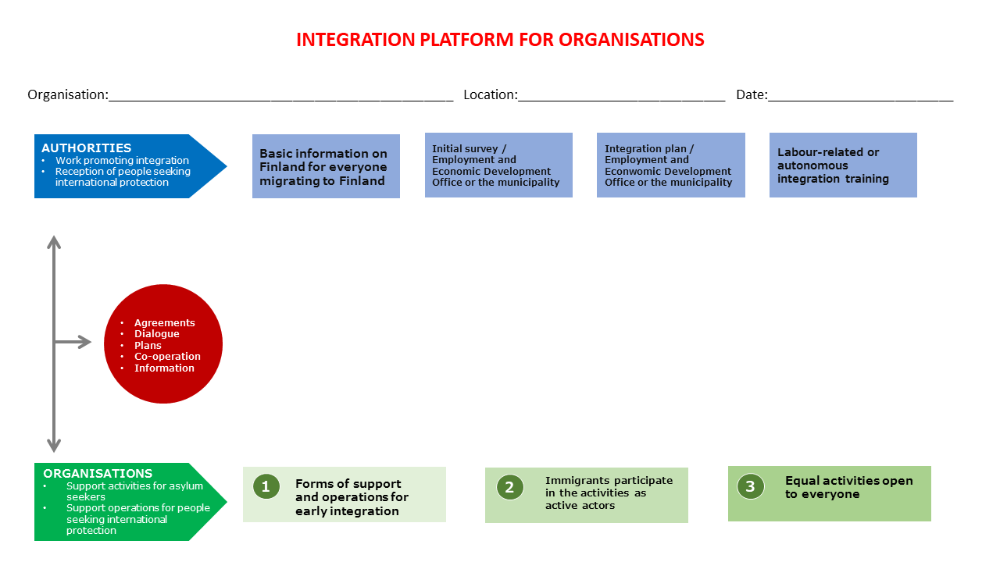 INTEGRATION PLATFORM FOR ORGANISATIONS
Organisation:______________________________________________ Location:____________________________ Date:_________________________
AUTHORITIES
• Work promoting integration
• Reception of people seeking
international protection
Basic information on
Finland for everyone
migrating to Finland
Initial survey /
Employment and
Economic Development
Office or the municipality
Integration plan /
Employment and
Econwomic Development
Office or the municipality
Labour-related or
autonomous
integration training
• Agreements
• Dialogue
• Plans
• Co-operation
• Information
ORGANISATIONS
• Support activities for asylum
seekers
• Support operations for people
seeking international
protection
1
Forms of support
and operations for
early integration
2
Immigrants participate
in the activities as
active actors
3
Equal activities open
to everyone